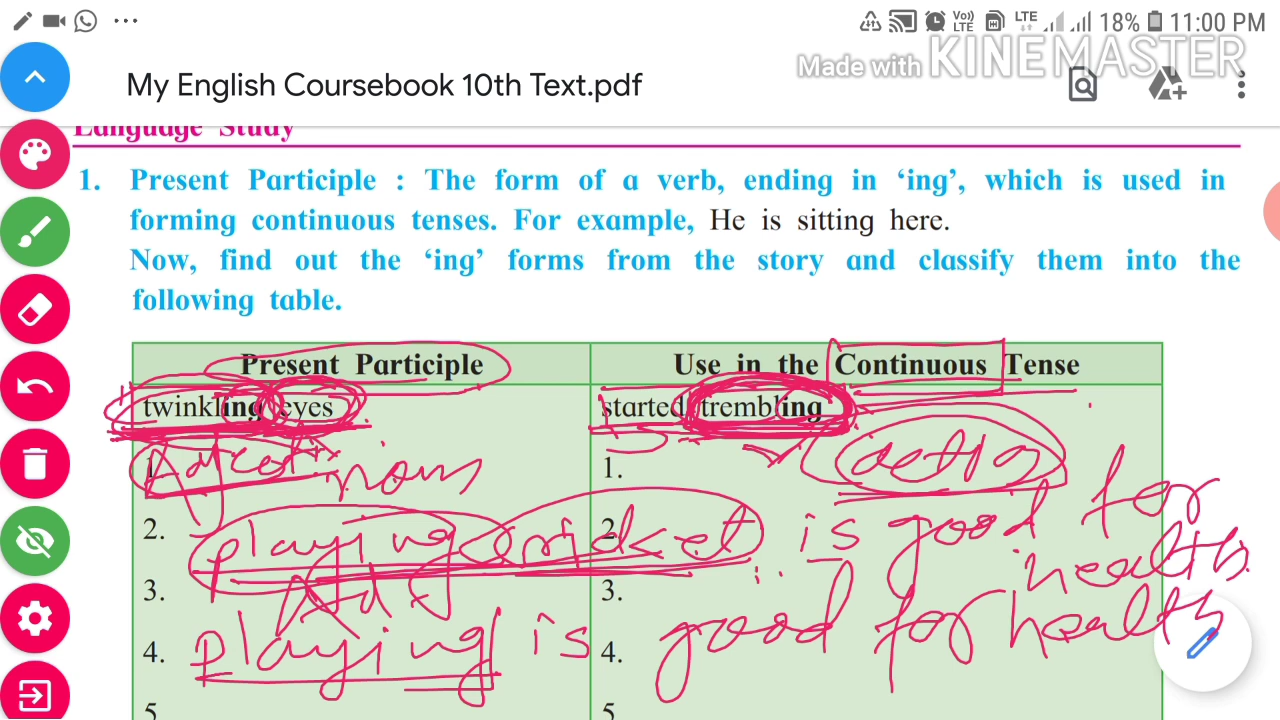 Vo)) LTE LTE 18% 11:00 PM
Made with KINEMASTER
My English Coursebook 10th Text.pdf
Language Study
1. Present Participle : The form of a verb, ending in ‘ing’, which is used in
forming continuous tenses. For example, He is sitting here.
Now, find out the ‘ing’ forms from the story and classify them into the
following table.
Present Participle Use in the Continuous Tense
twinkling eyes started trembling
1. noun 1.
2. playing cricket 2. is good for
health.
3. Adj 3.
4. playing is 4. good for health
5 5